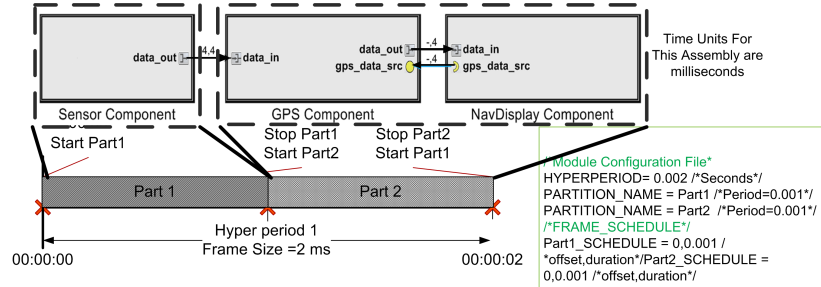 data_out
4,4
data_in
data_out
-,4
data_in
gps_data_src
-,4
gps_data_src
Time Units For
This Assembly are
milliseconds
Sensor Component
GPS Component
NavDisplay Component
Start Part1
Stop Part1
Start Part2
Stop Part2
Start Part1
Part 1
Part 2
Hyper period 1
Frame Size =2 ms
00:00:00
00:00:02
/*Module Configuration File*
HYPERPERIOD= 0.002 /*Seconds*/
PARTITION_NAME = Part1 /*Period=0.001*/
PARTITION_NAME = Part2 /*Period=0.001*/
/*FRAME_SCHEDULE*/
Part1_SCHEDULE = 0,0.001 /
*offset,duration*/Part2_SCHEDULE =
0,0.001 /*offset,duration*/